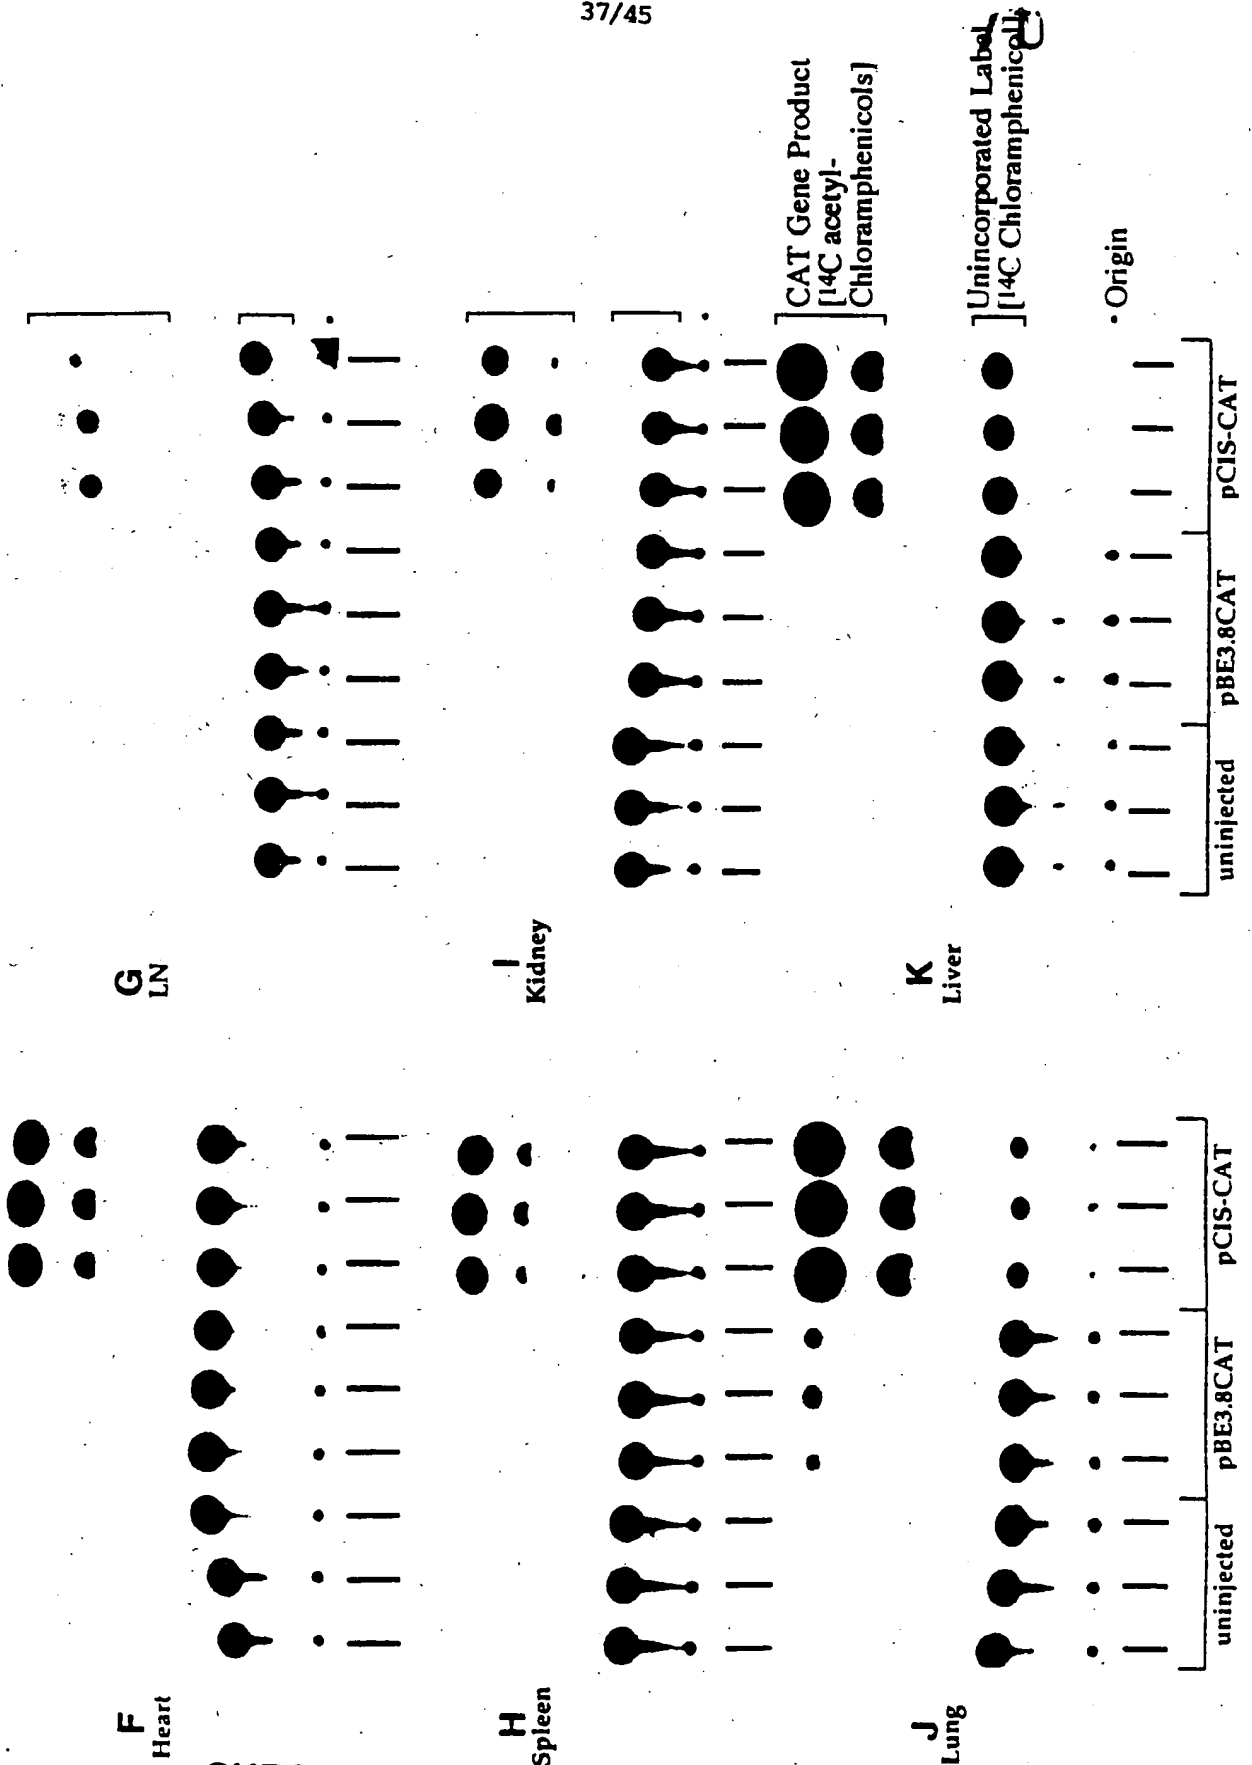 37/45
F
Heart
G
LN
H
Spleen
I
Kidney
J
Lung
K
Liver
CAT Gene Product
[14C acetyl-
Chloramphenicols]
Unincorporated Label
[14C Chloramphenicol]
Origin
uninjected
pBE3.8CAT
pCIS-CAT
uninjected
pBE3.8CAT
pCIS-CAT